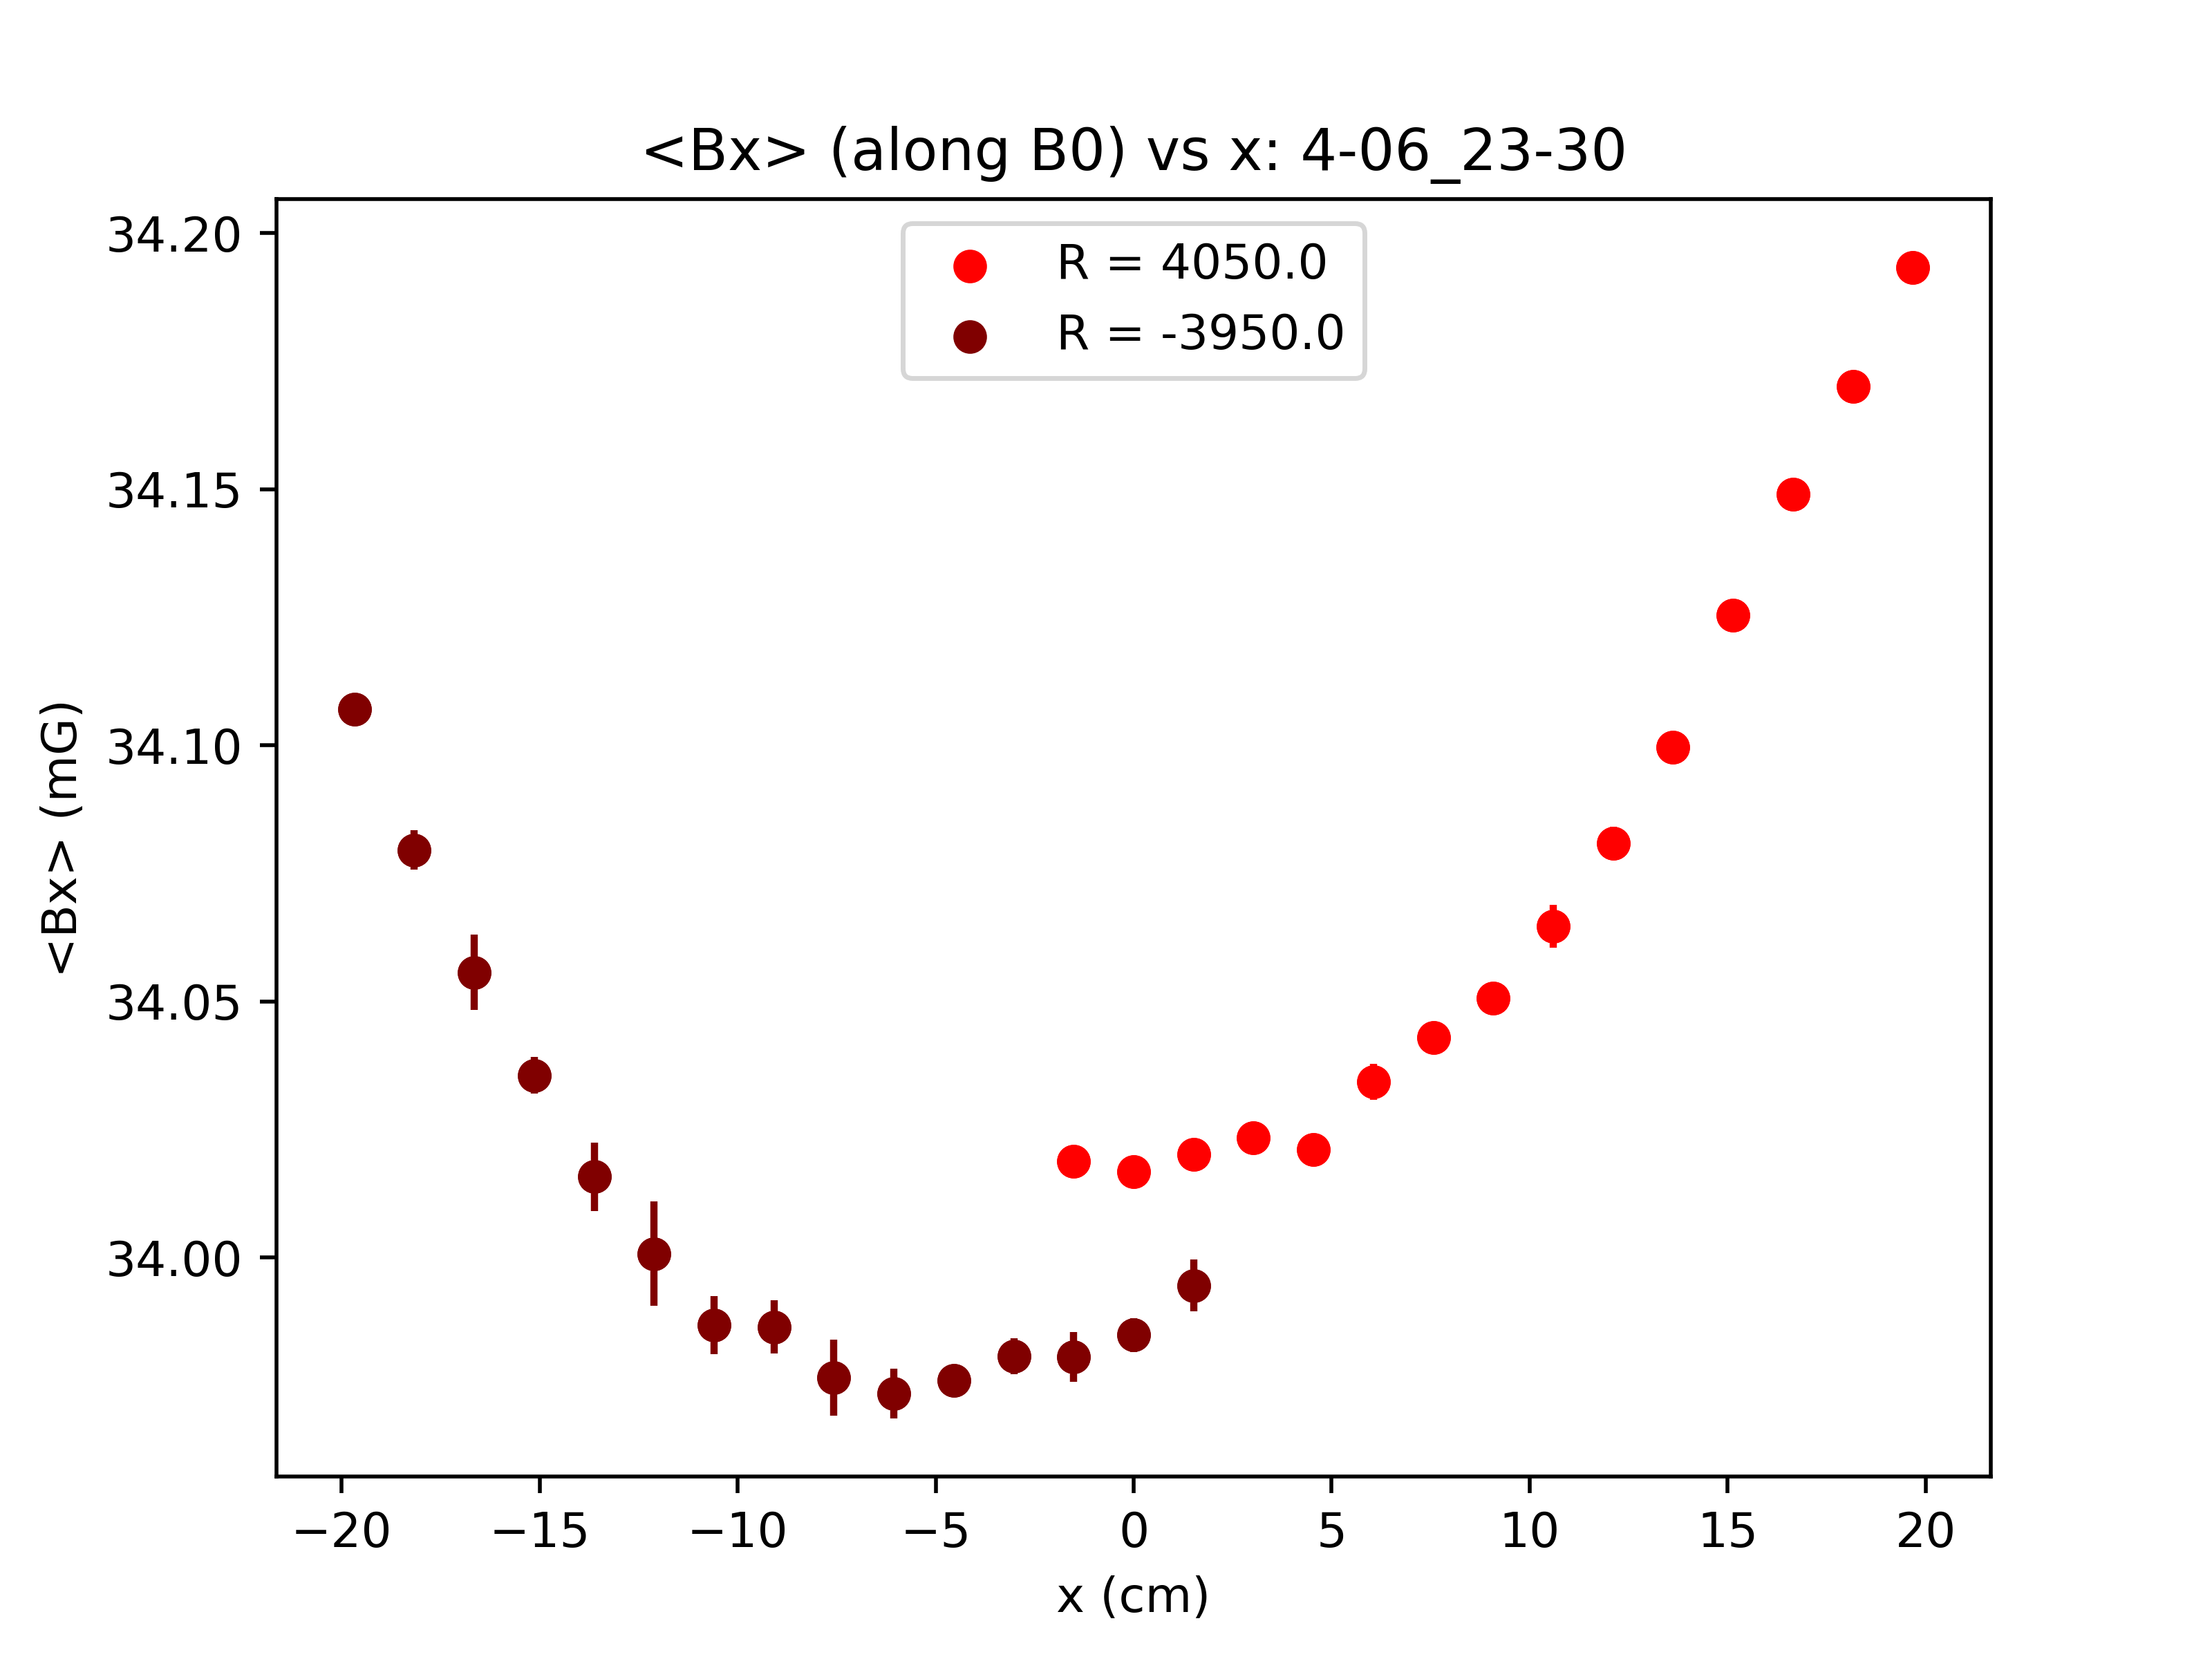 <Bx> (along B0) vs x: 4-06_23-30
R = 4050.0
R = -3950.0
34.20
34.15
34.10
34.05
34.00
<Bx> (mG)
−20 −15 −10 −5 0 5 10 15 20
x (cm)